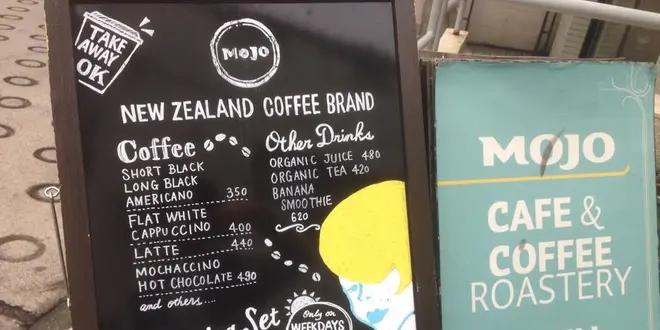 TAKE
AWAY
OK
MOJO
NEW ZEALAND COFFEE BRAND
Coffee
SHORT BLACK
LONG BLACK
AMERICANO 350
FLAT WHITE
CAPPUCCINO 400
LATTE 440
MOCHACCINO
HOT CHOCOLATE 490
and others....
Other Drinks
ORGANIC JUICE 480
ORGANIC TEA 420
BANANA
SMOOTHIE
620
Set
Only on
WEEKDAYS
MOJO
CAFE &
COFFEE
ROASTERY